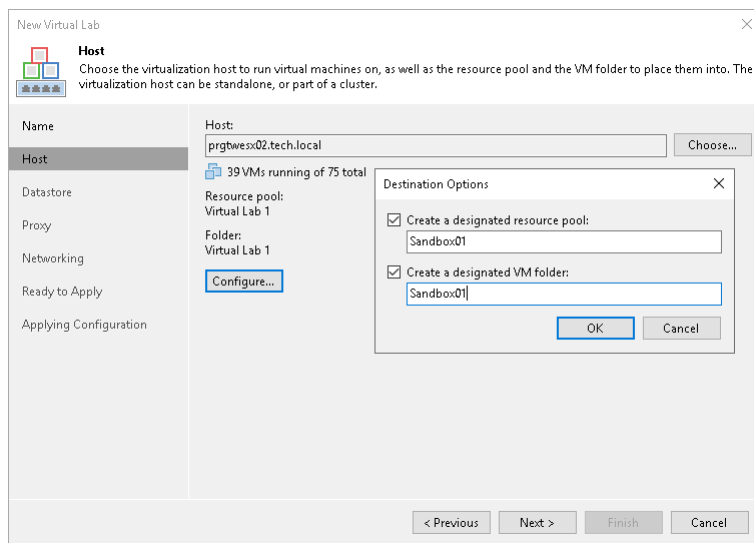 New Virtual Lab
Host
Choose the virtualization host to run virtual machines on, as well as the resource pool and the VM folder to place them into. The
virtualization host can be standalone, or part of a cluster.
Name
Host
Datastore
Proxy
Networking
Ready to Apply
Applying Configuration
Host:
prgtwesx02.tech.local
Choose...
39 VMs running of 75 total
Resource pool:
Virtual Lab 1
Folder:
Virtual Lab 1
Configure...
Destination Options
Create a designated resource pool:
Sandbox01
Create a designated VM folder:
Sandbox01
OK
Cancel
< Previous
Next >
Finish
Cancel